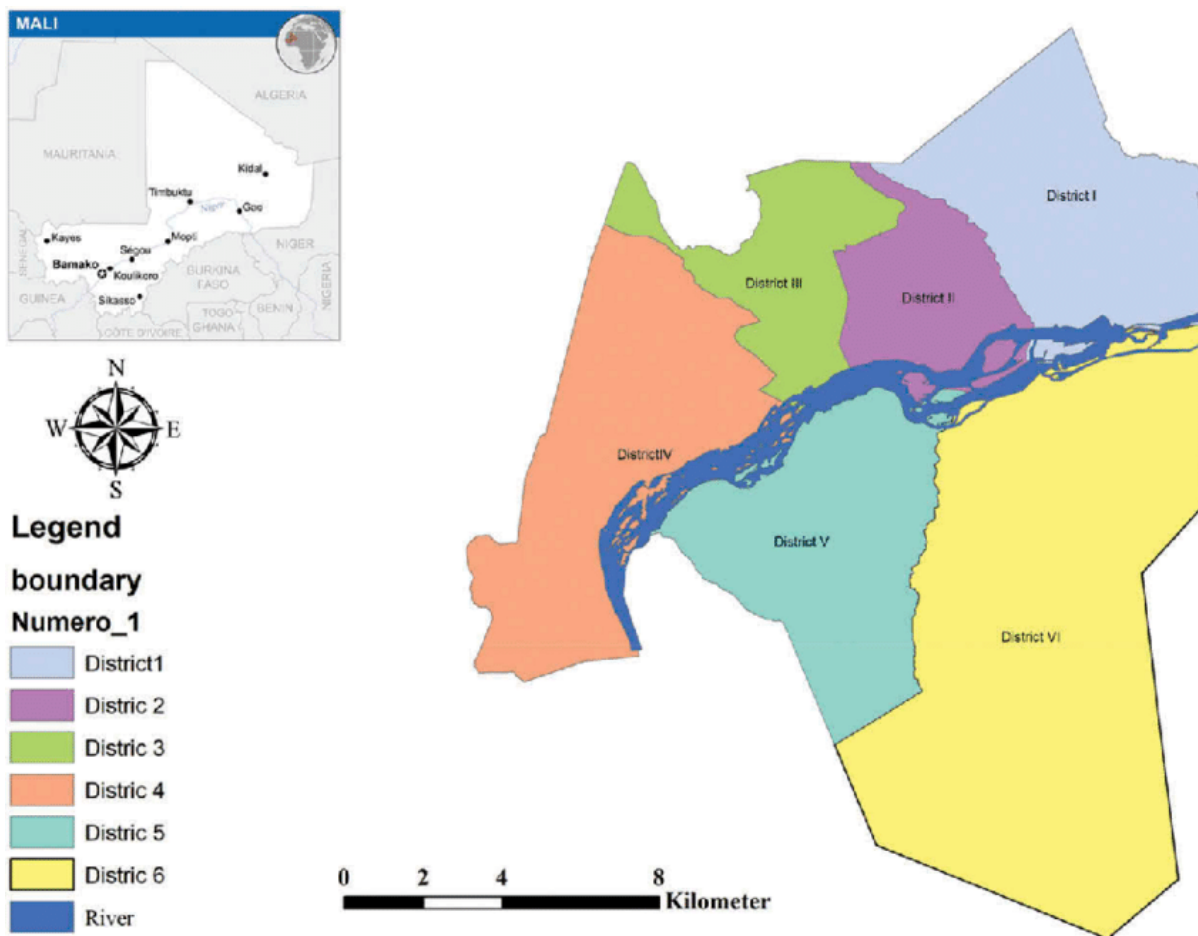 MALI
ALGERIA
MAURITANIA
Kidal
Timbuktu
Niger
Gao
Kayes
Mopti
Ségou
SENEGAL
NIGER
Bamako
Koulikoro
BURKINA
FASO
GUINEA
Sikasso
BENIN
NIGERIA
TOGO
GHANA
CÔTE D'IVOIRE
N
W E
S
Legend
boundary
Numero_1
District1
Distric 2
Distric 3
Distric 4
Distric 5
Distric 6
River
District I
District II
District III
DistrictIV
District V
District VI
0 2 4 8
Kilometer